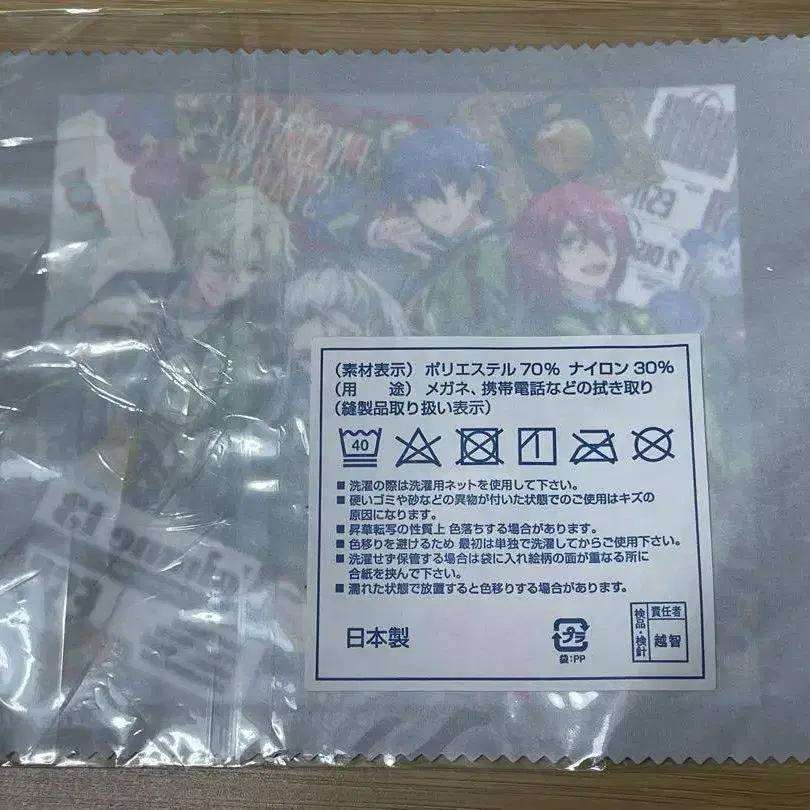 (素材表示) ポリエステル 70% ナイロン 30%
(用　途) メガネ、携帯電話などの拭き取り
(縫製品取り扱い表示)
40
■ 洗濯の際は洗濯用ネットを使用して下さい。
■ 硬いゴミや砂などの異物が付いた状態でのご使用はキズの
原因になります。
■ 昇華転写の性質上 色落ちする場合があります。
■ 色移りを避けるため 最初は単独で洗濯してからご使用下さい。
■ 洗濯せず保管する場合は袋に入れ絵柄の面が重なる所に
合紙を挟んで下さい。
■ 濡れた状態で放置すると色移りする場合があります。
日本製
プラ
袋:PP
検品・検針
責任者
越智